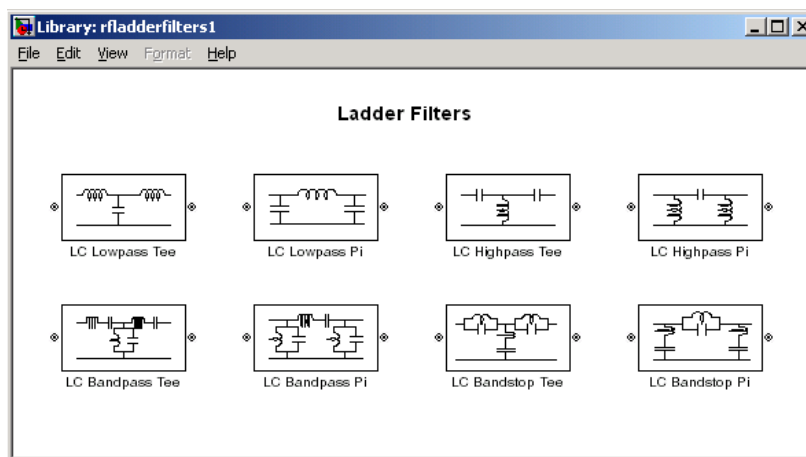 Library: rfladderfilters1
File Edit View Format Help
Ladder Filters
LC Lowpass Tee
LC Lowpass Pi
LC Highpass Tee
LC Highpass Pi
LC Bandpass Tee
LC Bandpass Pi
LC Bandstop Tee
LC Bandstop Pi